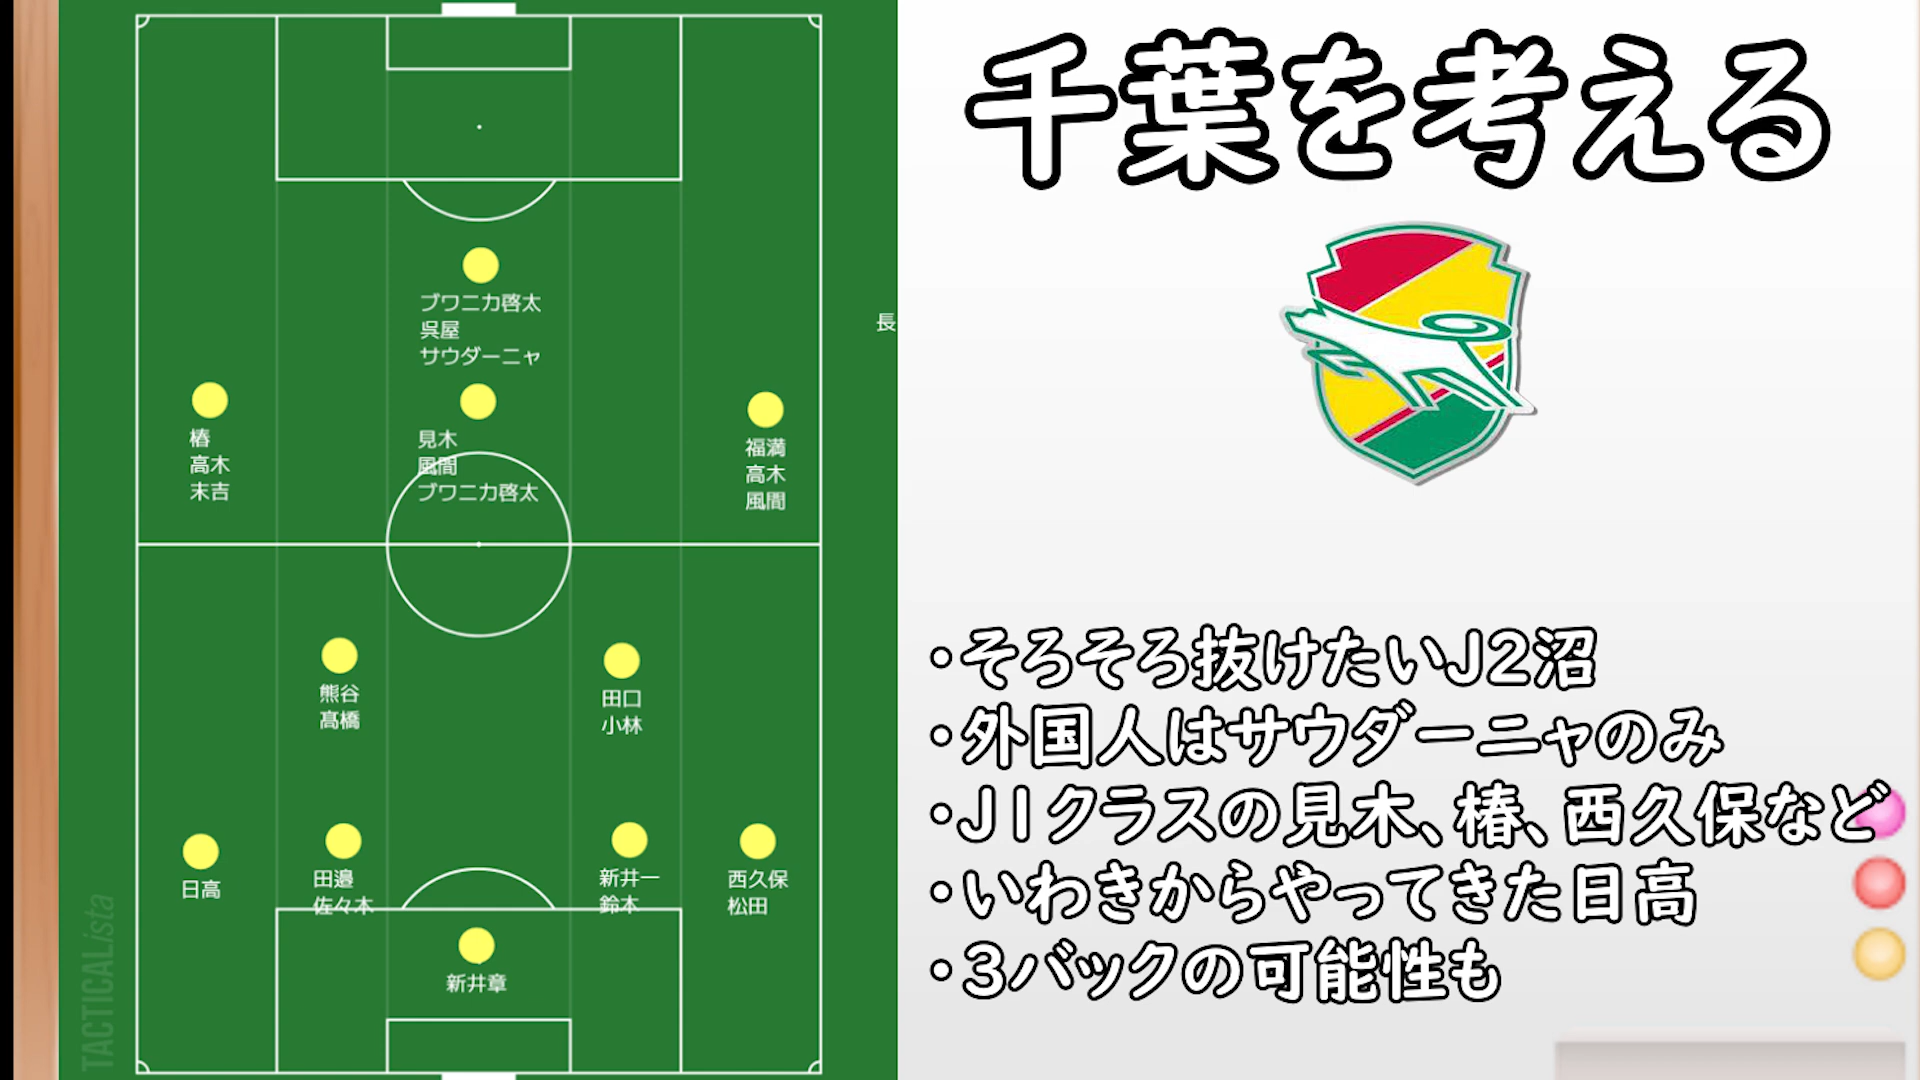 千葉を考える
ブワニカ啓太
呉屋
サウダーニャ
長
椿
高木
末吉
見木
風間
ブワニカ啓太
福満
高木
風間
熊谷
髙橋
田口
小林
日高
田邉
佐々木
新井一
鈴木
西久保
松田
新井章
TACTICALista
・そろそろ抜けたいJ2沼
・外国人はサウダーニャのみ
・J1クラスの見木、椿、西久保など
・いわきからやってきた日高
・3バックの可能性も